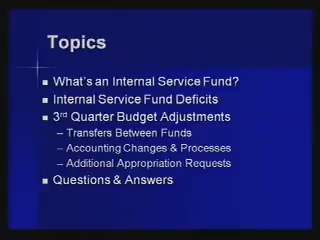 Topics
What's an Internal Service Fund?
Internal Service Fund Deficits
3rd Quarter Budget Adjustments
– Transfers Between Funds
– Accounting Changes & Processes
– Additional Appropriation Requests
Questions & Answers